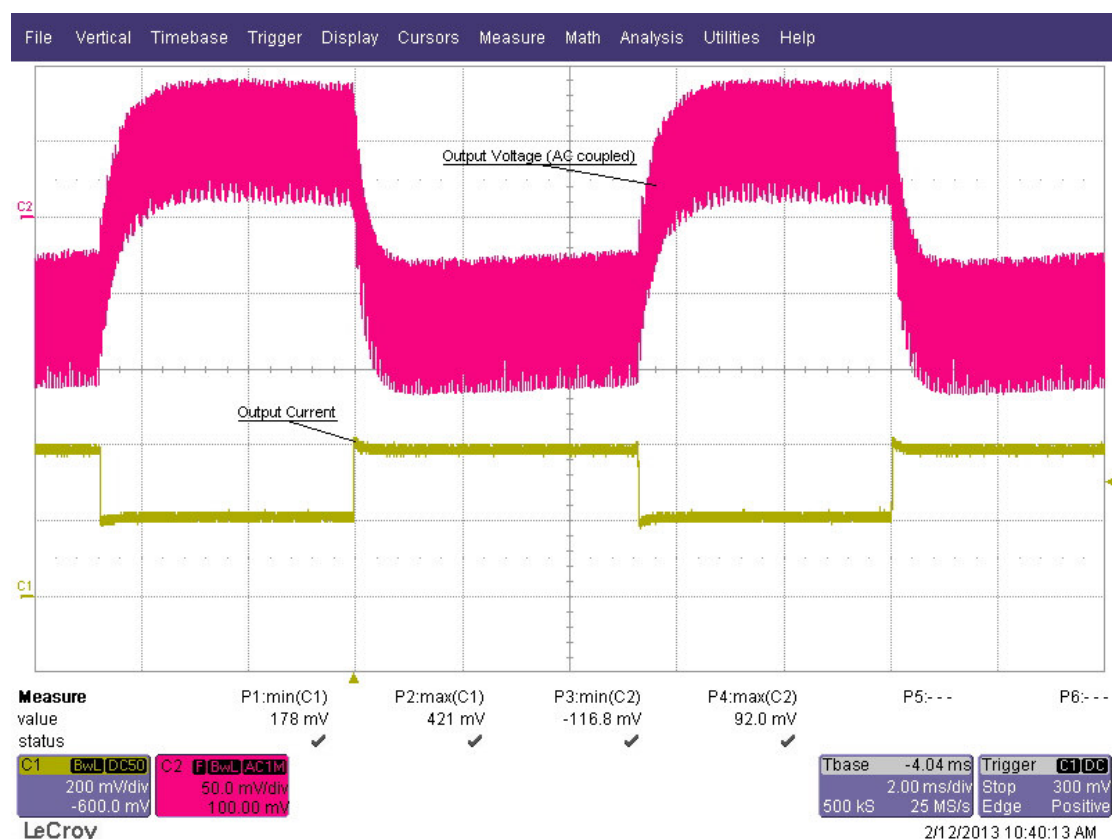 File Vertical Timebase Trigger Display Cursors Measure Math Analysis Utilities Help
C2
Output Voltage (AC coupled)
Output Current
C1
Measure P1:min(C1) P2:max(C1) P3:min(C2) P4:max(C2) P5:- - - P6:- - -
value 178 mV 421 mV -116.8 mV 92.0 mV
status
C1 BwL DC50 C2 F BwL AC1M Tbase -4.04 ms Trigger C1 DC
200 mV/div 50.0 mV/div 2.00 ms/div Stop 300 mV
-600.0 mV 100.00 mV 500 kS 25 MS/s Edge Positive
LeCroy 2/12/2013 10:40:13 AM